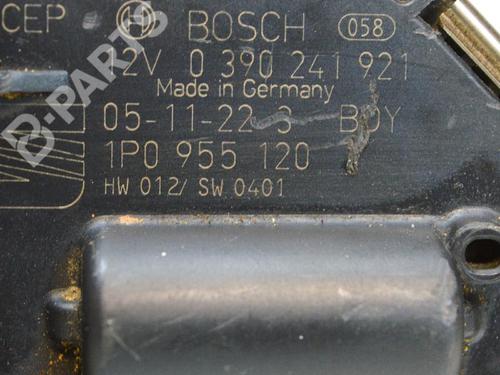 CEP BOSCH 058
12V 0 390 241 921
Made in Germany
05-11-22 3 BDY
1P0 955 120
HW 012/ SW 0401
B-PARTS